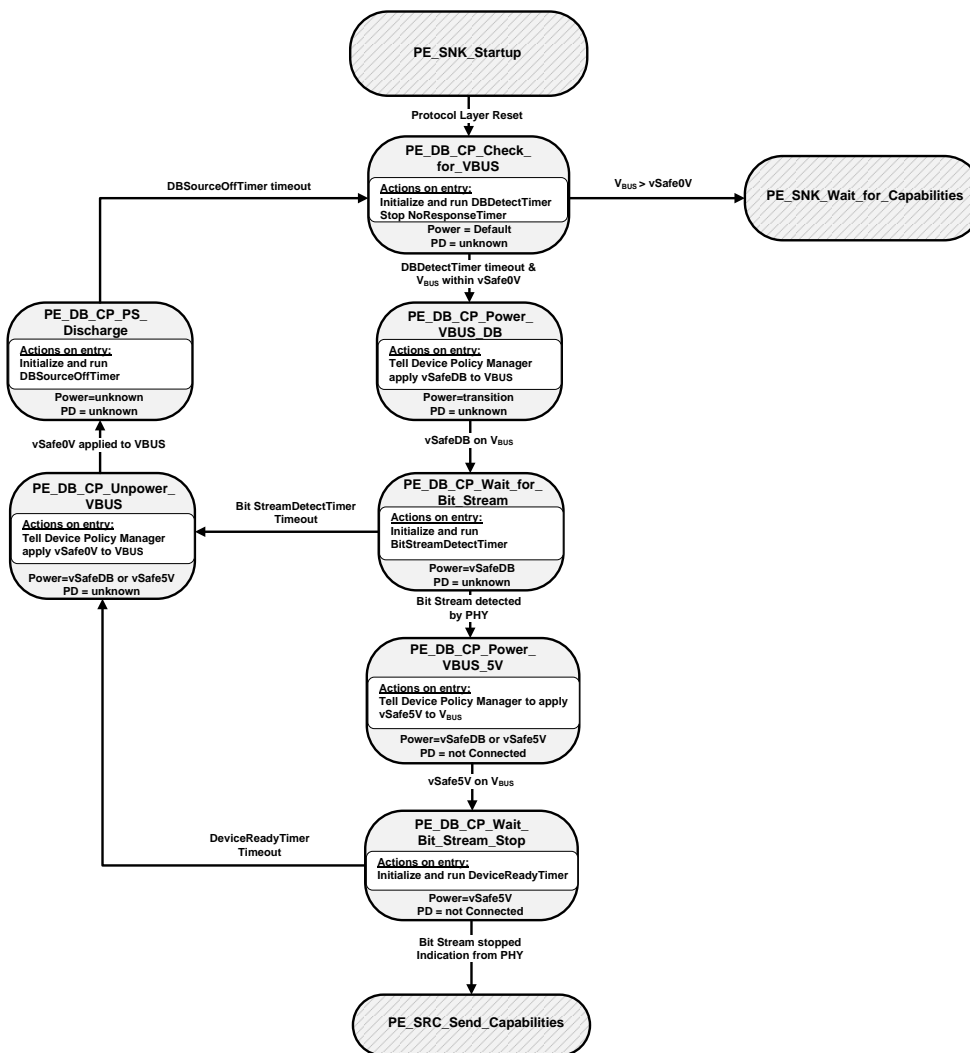 PE_SNK_Startup
Protocol Layer Reset
PE_DB_CP_Check_
for_VBUS
Actions on entry:
Initialize and run DBDetectTimer
Stop NoResponseTimer
Power = Default
PD = unknown
DBSourceOffTimer timeout
VBUS > vSafe0V
PE_SNK_Wait_for_Capabilities
DBDetectTimer timeout &
VBUS within vSafe0V
PE_DB_CP_PS_
Discharge
Actions on entry:
Initialize and run
DBSourceOffTimer
Power=unknown
PD = unknown
PE_DB_CP_Power_
VBUS_DB
Actions on entry:
Tell Device Policy Manager
apply vSafeDB to VBUS
Power=transition
PD = unknown
vSafe0V applied to VBUS
vSafeDB on VBUS
PE_DB_CP_Unpower_
VBUS
Actions on entry:
Tell Device Policy Manager
apply vSafe0V to VBUS
Power=vSafeDB or vSafe5V
PD = unknown
Bit StreamDetectTimer
Timeout
PE_DB_CP_Wait_for_
Bit_Stream
Actions on entry:
Initialize and run
BitStreamDetectTimer
Power=vSafeDB
PD = unknown
Bit Stream detected
by PHY
PE_DB_CP_Power_
VBUS_5V
Actions on entry:
Tell Device Policy Manager to apply
vSafe5V to VBUS
Power=vSafeDB or vSafe5V
PD = not Connected
vSafe5V on VBUS
DeviceReadyTimer
Timeout
PE_DB_CP_Wait_
Bit_Stream_Stop
Actions on entry:
Initialize and run DeviceReadyTimer
Power=vSafe5V
PD = not Connected
Bit Stream stopped
Indication from PHY
PE_SRC_Send_Capabilities